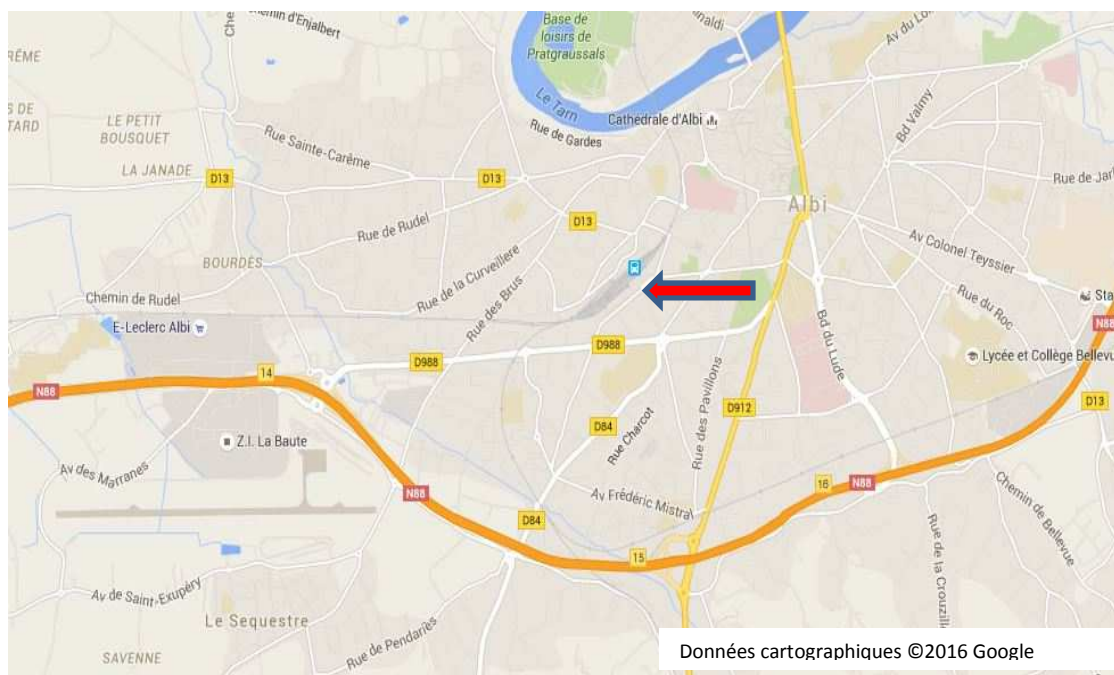 Chemin d'Enjalbert
Base de
loisirs de
Pratgraussals
Le Tarn
Cathédrale d'Albi
Rue de Gardes
Bd Valmy
LE PETIT
BOUSQUET
Rue Sainte-Carême
LA JANADE
D13
D13
Rue de Jarl
Rue de Rudel
D13
Albi
Av Colonel Teyssier
BOURDÈS
Rue de la Curveillere
Rue des Brus
Chemin de Rudel
Rue du Roc
Sta
N88
E-Leclerc Albi
D988
D988
Bd du Lude
Lycée et Collège Bellevu
14
N88
Rue des Pavillons
D912
D13
Z.I. La Baute
D84
Rue Charcot
Av des Marranes
N88
Av Frédéric Mistral
16
N88
Chemin de Bellevue
D84
Rue de la Crouzille
15
Av de Saint-Exupéry
Le Sequestre
Rue de Pendariès
SAVENNE
Données cartographiques ©2016 Google